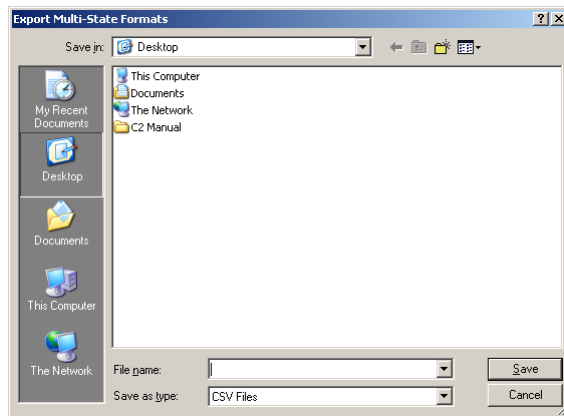 Export Multi-State Formats
Save in:
Desktop
My Recent
Documents
Desktop
Documents
This Computer
The Network
This Computer
Documents
The Network
C2 Manual
File name:
Save
Save as type:
CSV Files
Cancel